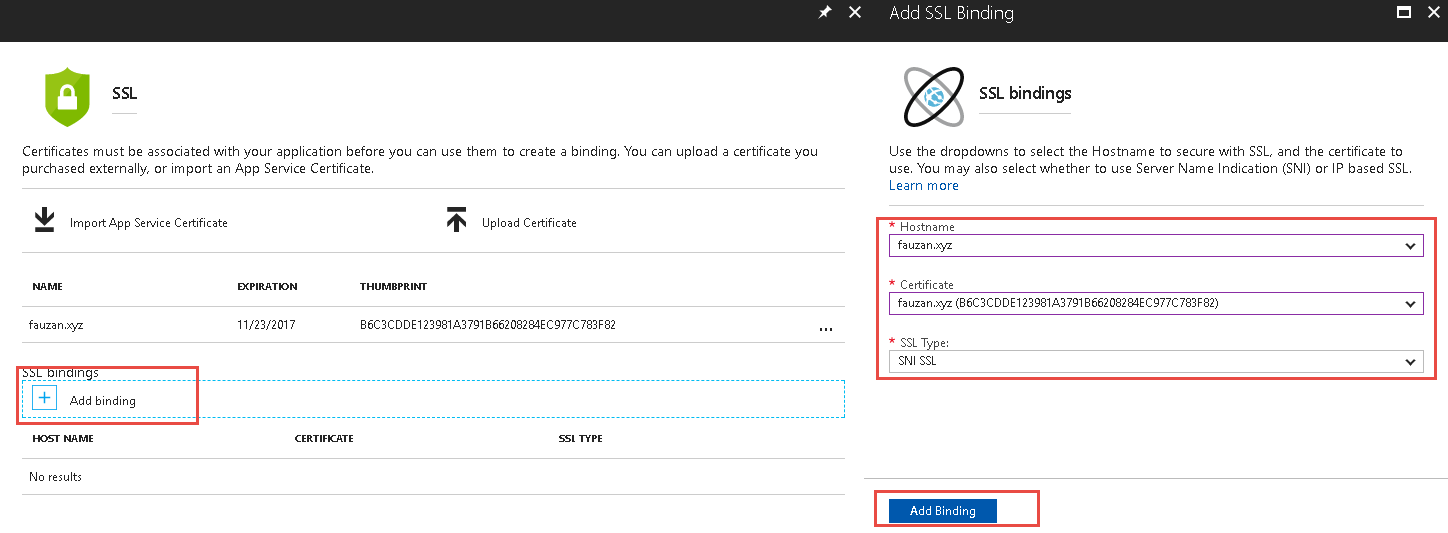 Add SSL Binding
SSL
Certificates must be associated with your application before you can use them to create a binding. You can upload a certificate you
purchased externally, or import an App Service Certificate.
Import App Service Certificate
Upload Certificate
NAME EXPIRATION THUMBPRINT
fauzan.xyz 11/23/2017 B6C3CDDE123981A3791B66208284EC977C783F82 ...
SSL bindings
Add binding
HOST NAME CERTIFICATE SSL TYPE
No results
SSL bindings
Use the dropdowns to select the Hostname to secure with SSL, and the certificate to
use. You may also select whether to use Server Name Indication (SNI) or IP based SSL.
Learn more
* Hostname
fauzan.xyz
* Certificate
fauzan.xyz (B6C3CDDE123981A3791B66208284EC977C783F82)
* SSL Type:
SNI SSL
Add Binding